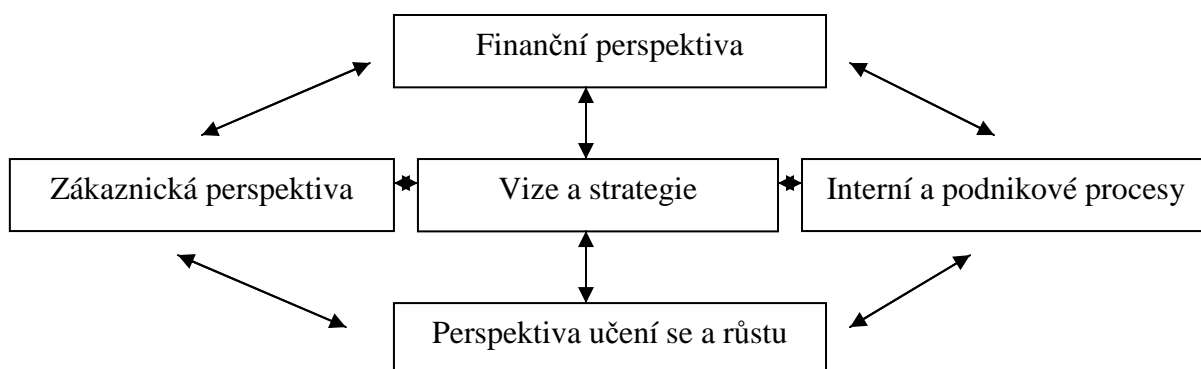 Finanční perspektiva
Zákaznická perspektiva
Vize a strategie
Interní a podnikové procesy
Perspektiva učení se a růstu